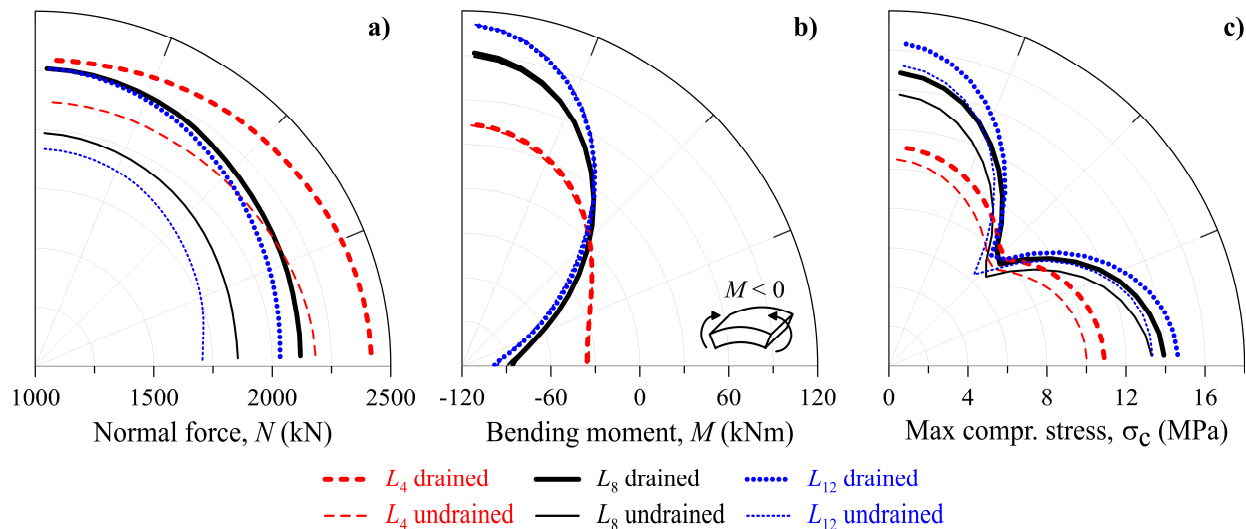 a)
b)
c)
M < 0
1000 1500 2000 2500
-120 -60 0 60 120
0 4 8 12 16
Normal force, N (kN)
Bending moment, M (kNm)
Max compr. stress, σc (MPa)
L4 drained
L8 drained
L12 drained
L4 undrained
L8 undrained
L12 undrained